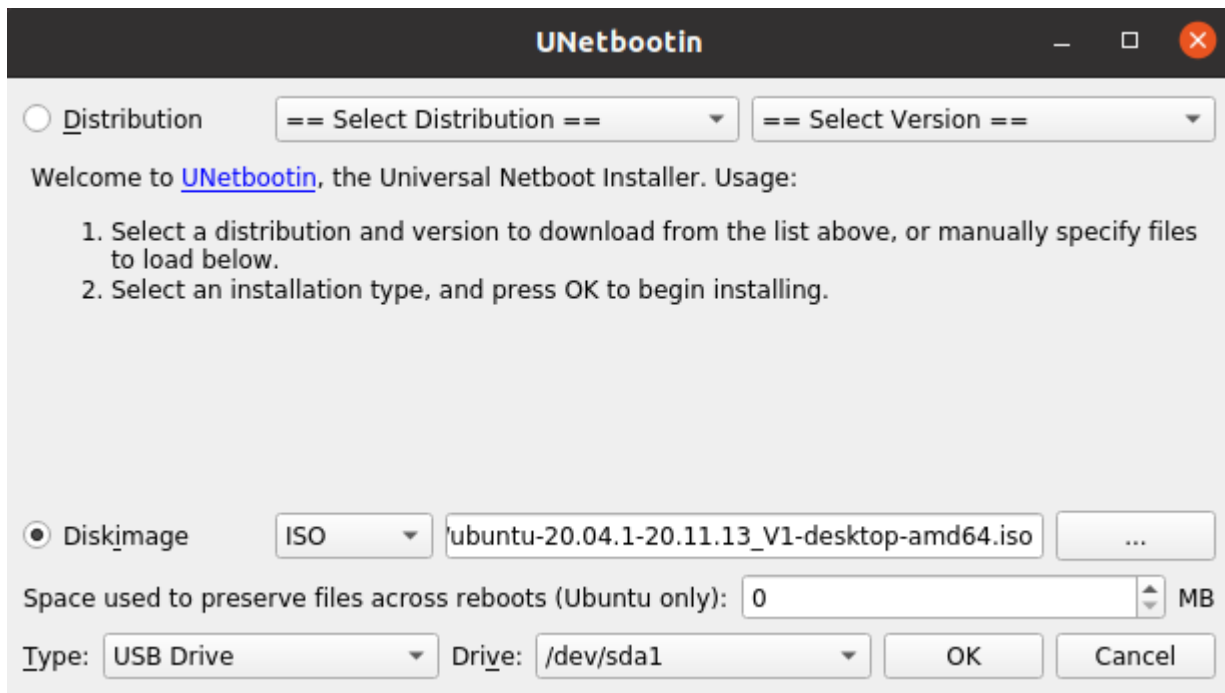 UNetbootin
Distribution == Select Distribution == == Select Version ==
Welcome to UNetbootin, the Universal Netboot Installer. Usage:
1. Select a distribution and version to download from the list above, or manually specify files
to load below.
2. Select an installation type, and press OK to begin installing.
Diskimage ISO /ubuntu-20.04.1-20.11.13_V1-desktop-amd64.iso ...
Space used to preserve files across reboots (Ubuntu only): 0 MB
Type: USB Drive Drive: /dev/sda1 OK Cancel